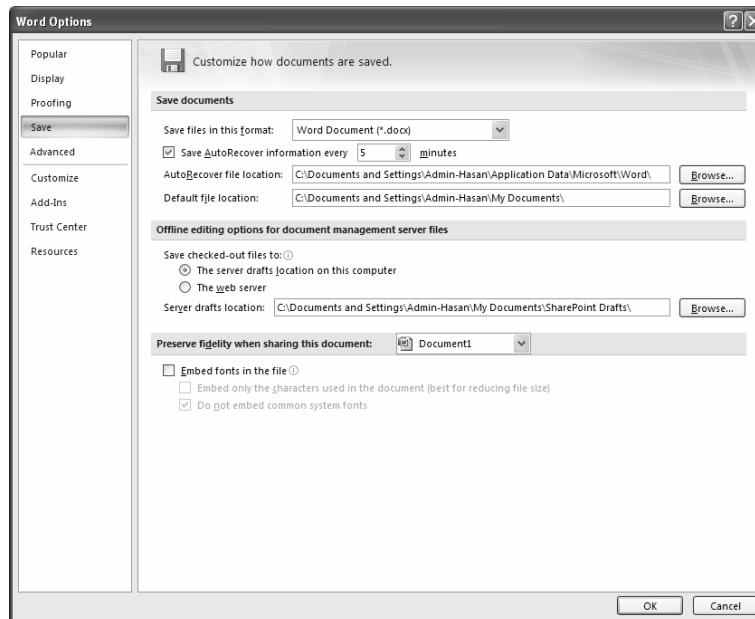 Word Options
Popular
Display
Proofing
Save
Advanced
Customize
Add-Ins
Trust Center
Resources
Customize how documents are saved.
Save documents
Save files in this format: Word Document (*.docx)
Save AutoRecover information every 5 minutes
AutoRecover file location: C:\Documents and Settings\Admin-Hasan\Application Data\Microsoft\Word\ Browse...
Default file location: C:\Documents and Settings\Admin-Hasan\My Documents\ Browse...
Offline editing options for document management server files
Save checked-out files to:
The server drafts location on this computer
The web server
Server drafts location: C:\Documents and Settings\Admin-Hasan\My Documents\SharePoint Drafts\ Browse...
Preserve fidelity when sharing this document: Document1
Embed fonts in the file
Embed only the characters used in the document (best for reducing file size)
Do not embed common system fonts
OK Cancel